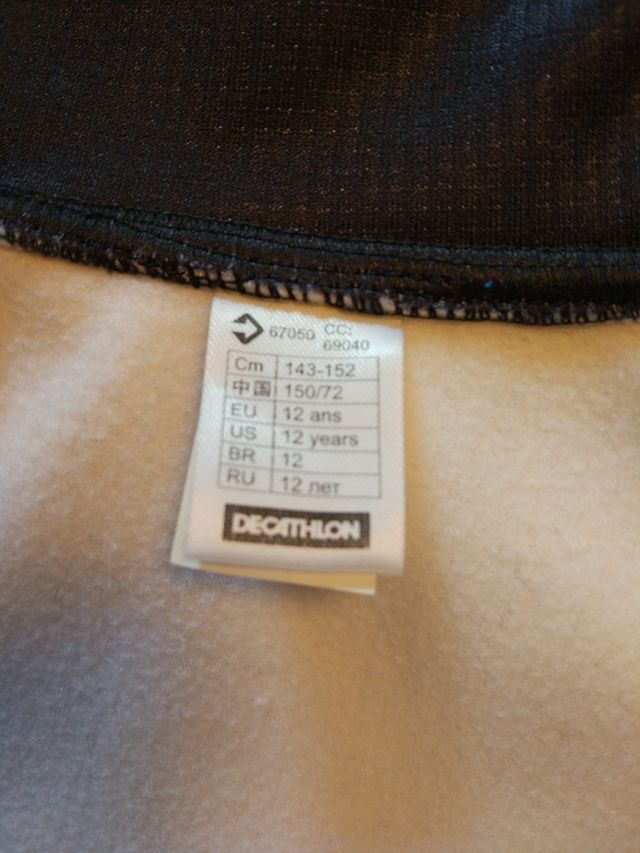 67050 CC:
69040
Cm 143-152
中国 150/72
EU 12 ans
US 12 years
BR 12
RU 12 лет
DECATHLON